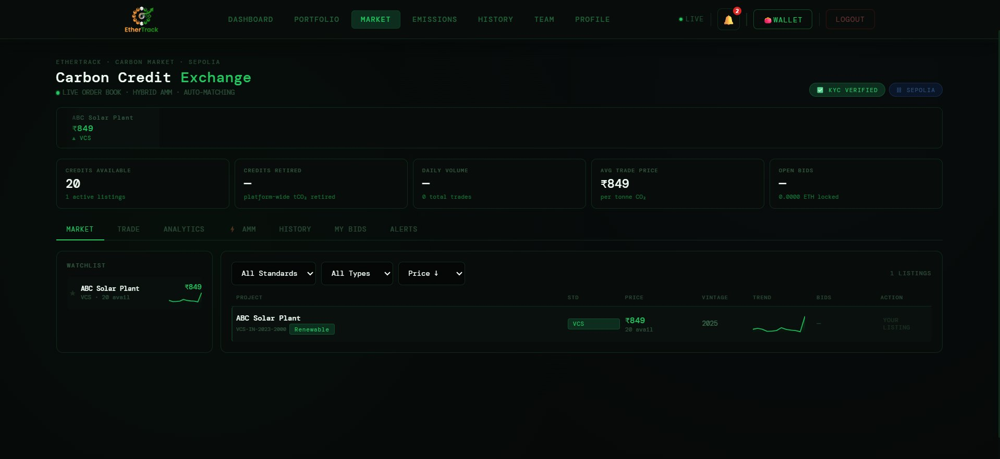 EtherTrack
DASHBOARD PORTFOLIO MARKET EMISSIONS HISTORY TEAM PROFILE
LIVE
2
WALLET
LOGOUT
ETHERTRACK · CARBON MARKET · SEPOLIA
Carbon Credit Exchange
LIVE ORDER BOOK · HYBRID AMM · AUTO-MATCHING
KYC VERIFIED
SEPOLIA
ABC Solar Plant
₹849
▲ VCS
CREDITS AVAILABLE
20
1 active listings
CREDITS RETIRED
—
platform-wide tCO₂ retired
DAILY VOLUME
—
0 total trades
AVG TRADE PRICE
₹849
per tonne CO₂
OPEN BIDS
—
0.0000 ETH locked
MARKET TRADE ANALYTICS ⚡ AMM HISTORY MY BIDS ALERTS
WATCHLIST
★ ABC Solar Plant ₹849
VCS · 20 avail
All Standards All Types Price ↓
1 LISTINGS
PROJECT STD PRICE VINTAGE TREND BIDS ACTION
ABC Solar Plant
VCS-IN-2023-2000 Renewable
VCS
₹849
20 avail
2025
—
YOUR
LISTING